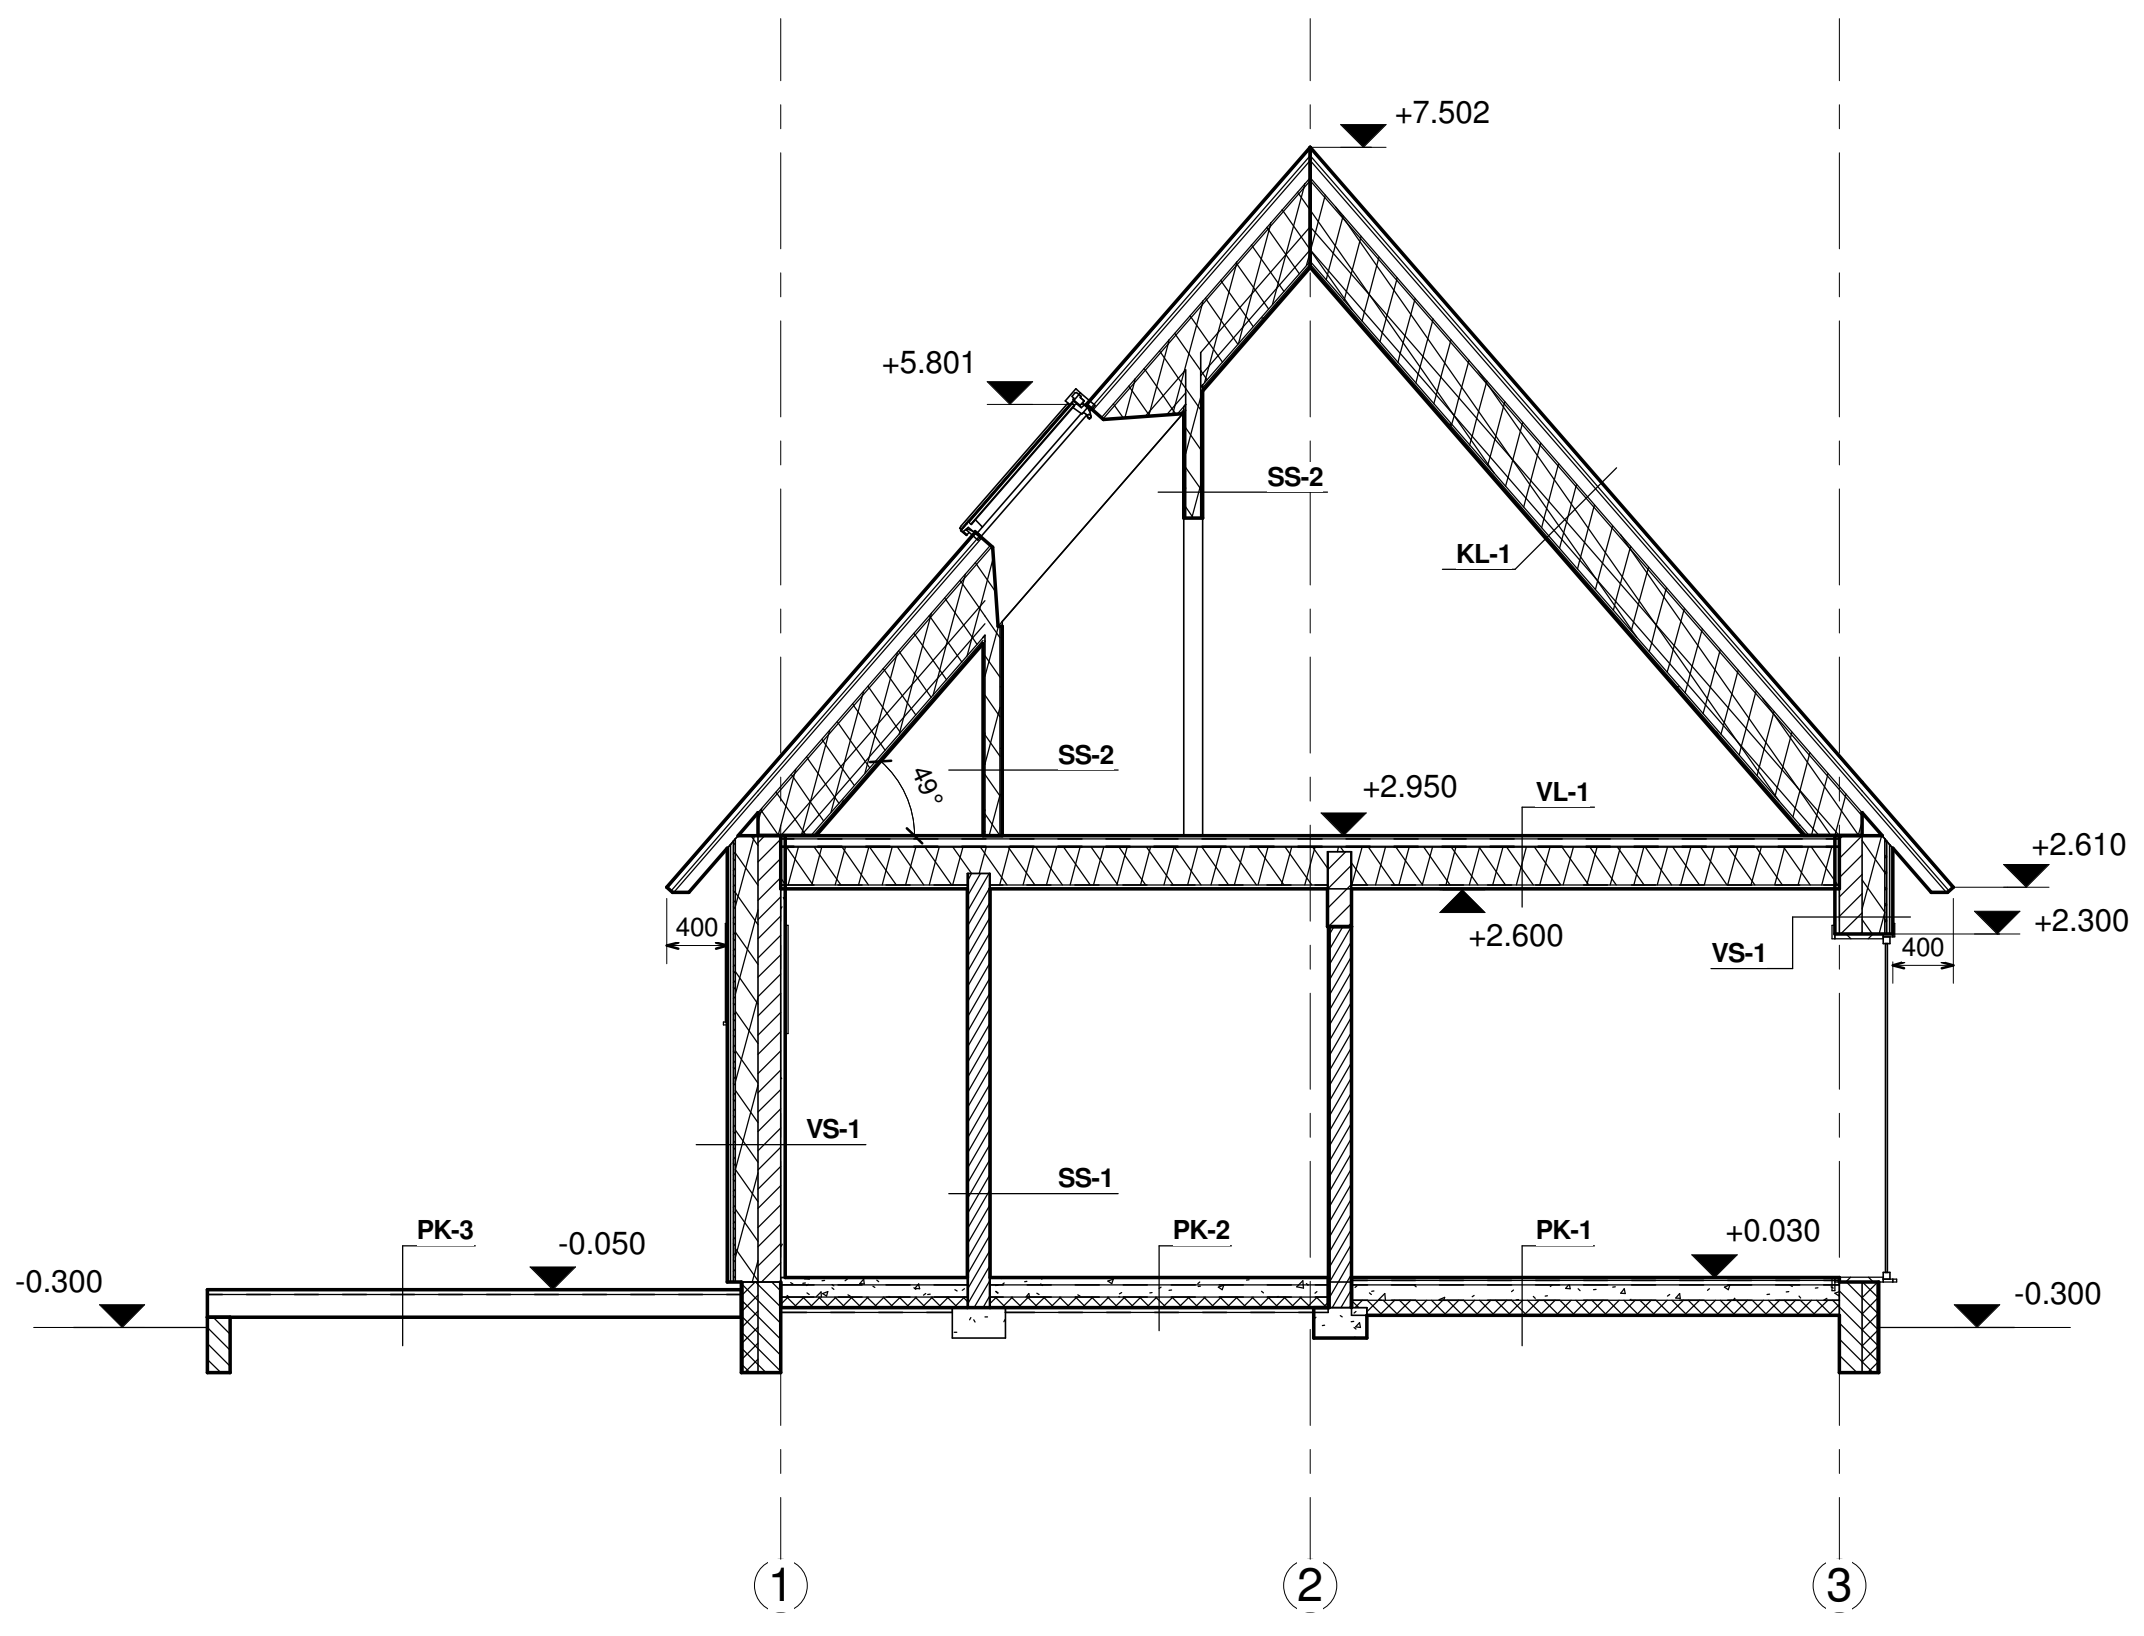 +7.502
+5.801
SS-2
KL-1
SS-2
49°
+2.950
VL-1
+2.610
400
+2.600
+2.300
VS-1
400
VS-1
SS-1
PK-3
-0.050
PK-2
PK-1
+0.030
-0.300
-0.300
1
2
3